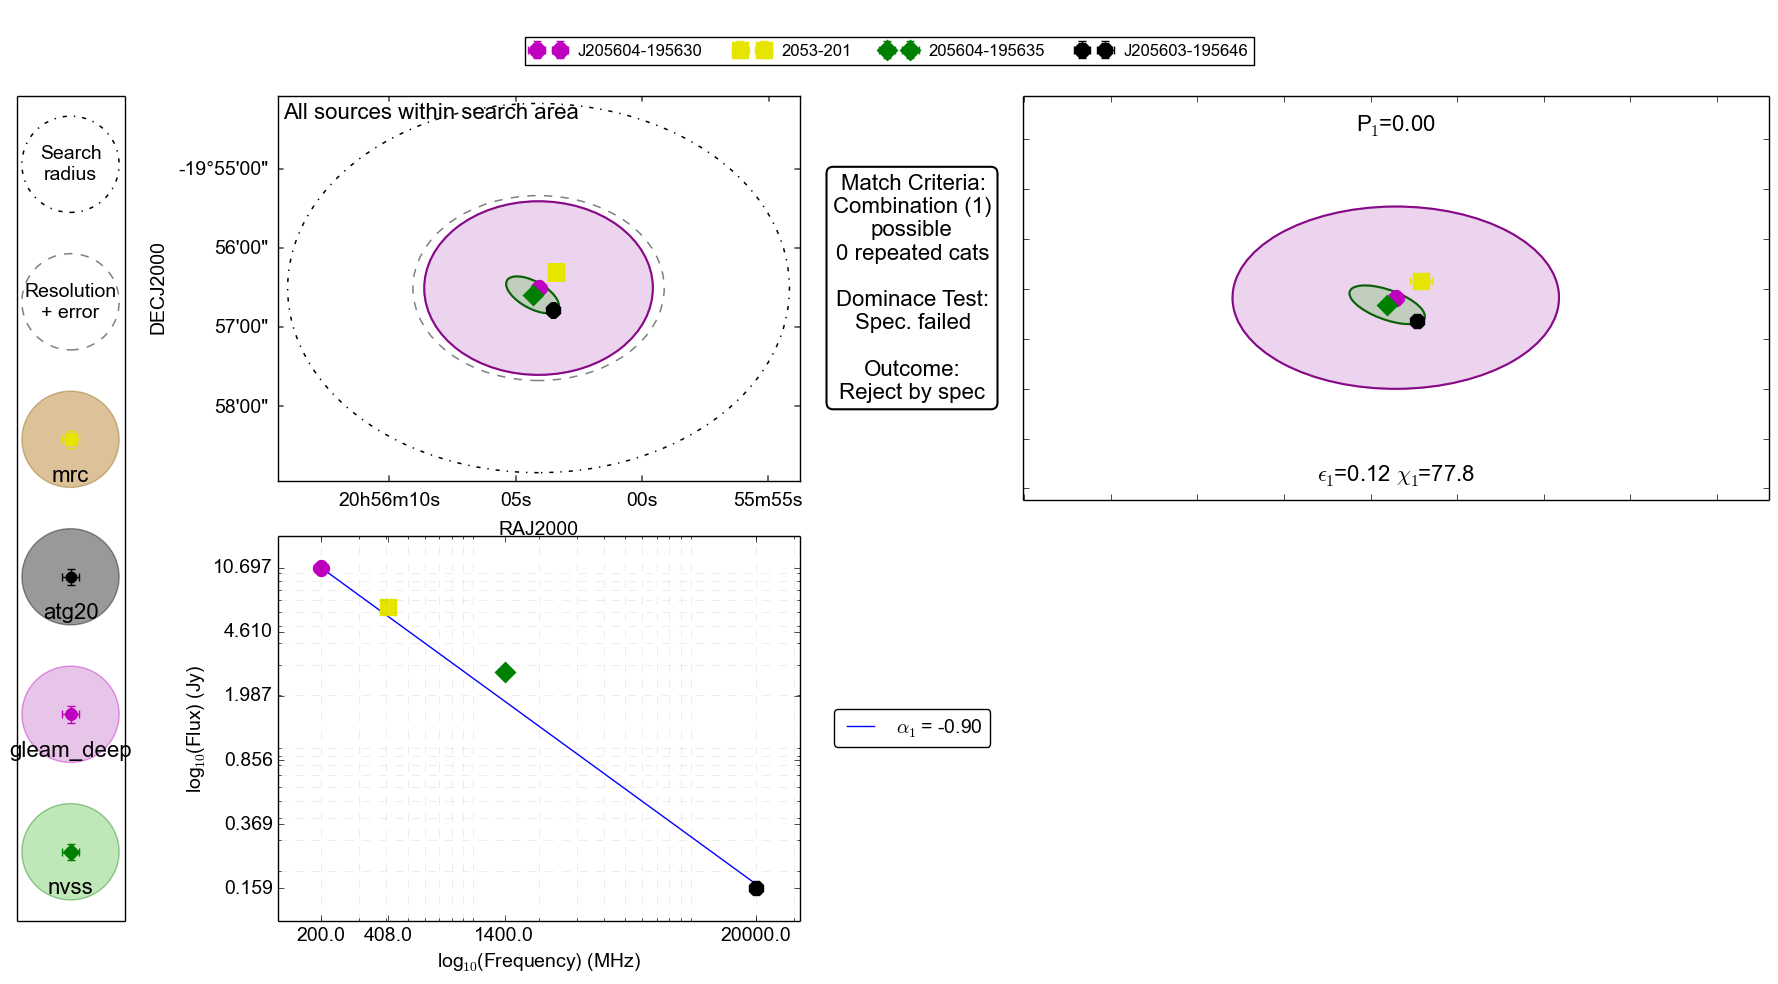 J205604-195630
2053-201
205604-195635
J205603-195646
Search
radius
Resolution
+ error
mrc
atg20
gleam_deep
nvss
All sources within search area
DECJ2000
-19°55'00"
56'00"
57'00"
58'00"
20h56m10s
05s
00s
55m55s
RAJ2000
Match Criteria:
Combination (1)
possible
0 repeated cats
Dominace Test:
Spec. failed
Outcome:
Reject by spec
P₁=0.00
ϵ₁=0.12 χ₁=77.8
log₁₀(Flux) (Jy)
10.697
4.610
1.987
0.856
0.369
0.159
200.0
408.0
1400.0
20000.0
log₁₀(Frequency) (MHz)
α₁ = -0.90